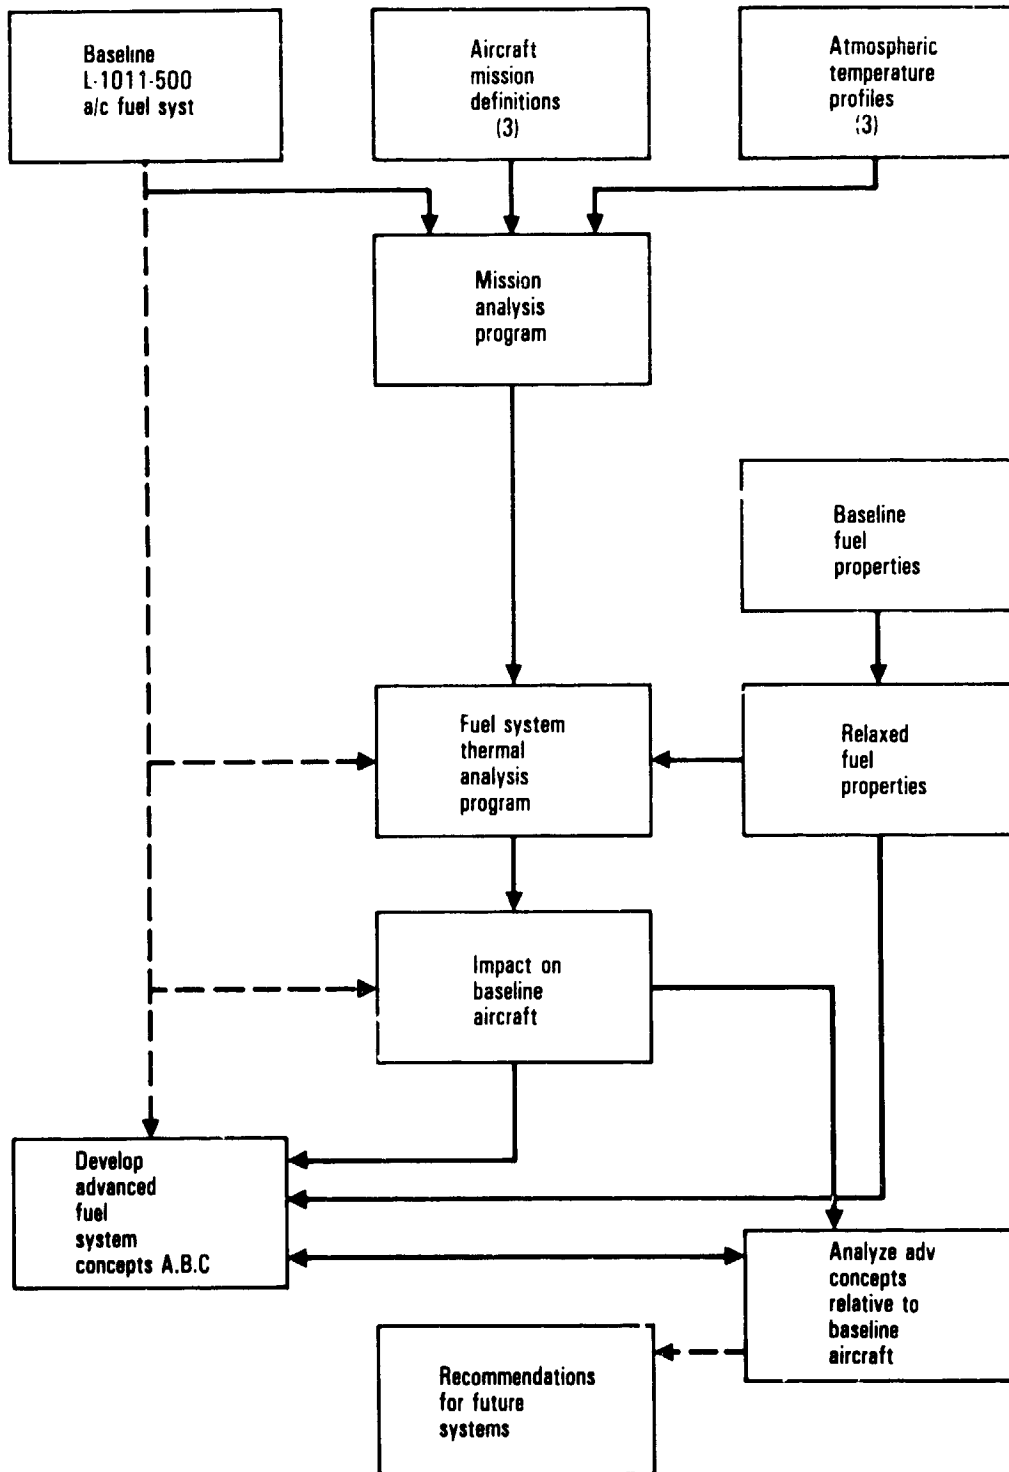 Baseline
L-1011-500
a/c fuel syst
Aircraft
mission
definitions
(3)
Atmospheric
temperature
profiles
(3)
Mission
analysis
program
Baseline
fuel
properties
Fuel system
thermal
analysis
program
Relaxed
fuel
properties
Impact on
baseline
aircraft
Develop
advanced
fuel
system
concepts A.B.C
Analyze adv
concepts
relative to
baseline
aircraft
Recommendations
for future
systems